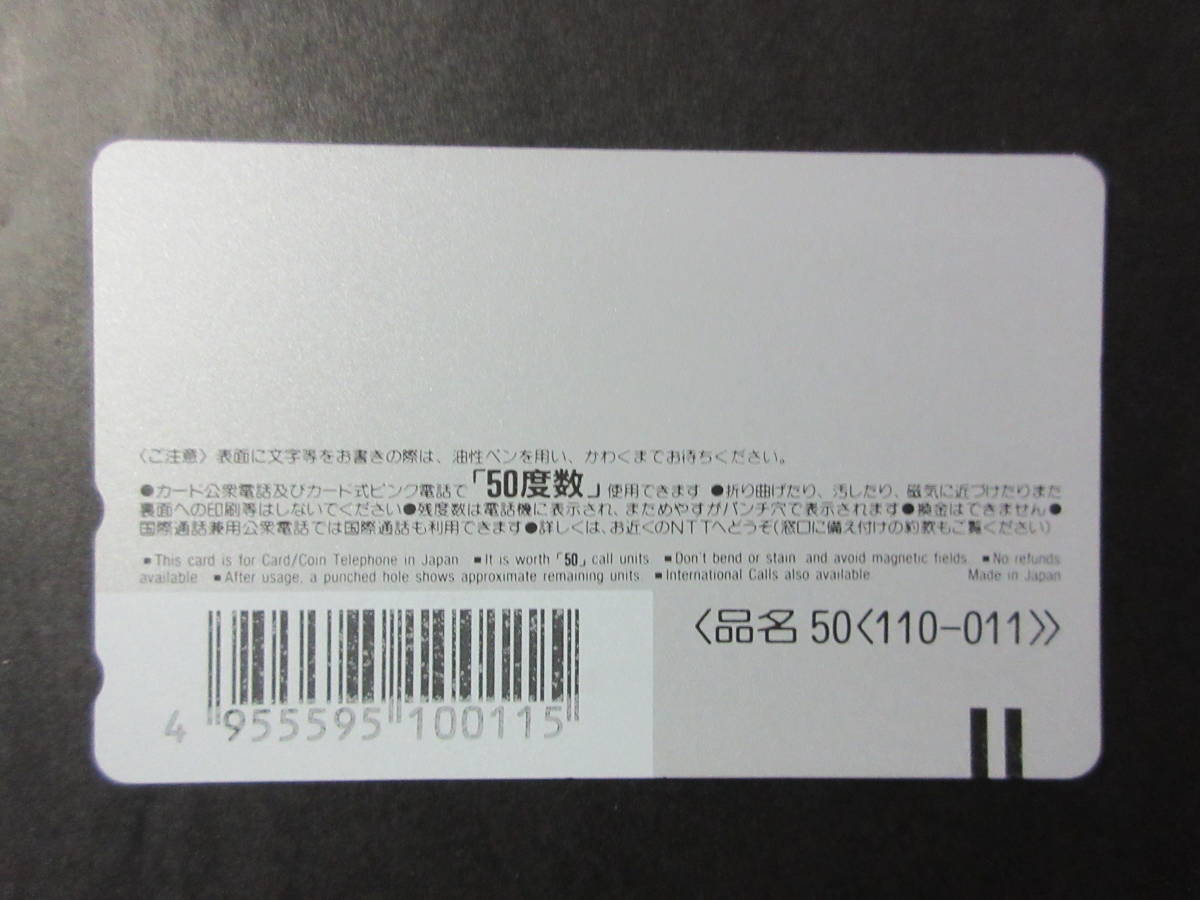 〈ご注意〉表面に文字等をお書きの際は、油性ペンを用い、かわくまでお待ちください。
●カード公衆電話及びカード式ピンク電話で「50度数」使用できます ●折り曲げたり、汚したり、磁気に近づけたりまた
裏面への印刷等はしないでください●残度数は電話機に表示され、まためやすがパンチ穴で表示されます●換金はできません●
国際通話兼用公衆電話では国際通話も利用できます●詳しくは、お近くのNTTへどうぞ(窓口に備え付けの約款もご覧ください)
▪This card is for Card/Coin Telephone in Japan ▪It is worth「50」call units ▪Don't bend or stain and avoid magnetic fields ▪No refunds
available ▪After usage, a punched hole shows approximate remaining units ▪International Calls also available Made in Japan
〈品名 50〈110-011〉〉
4 955595 100115